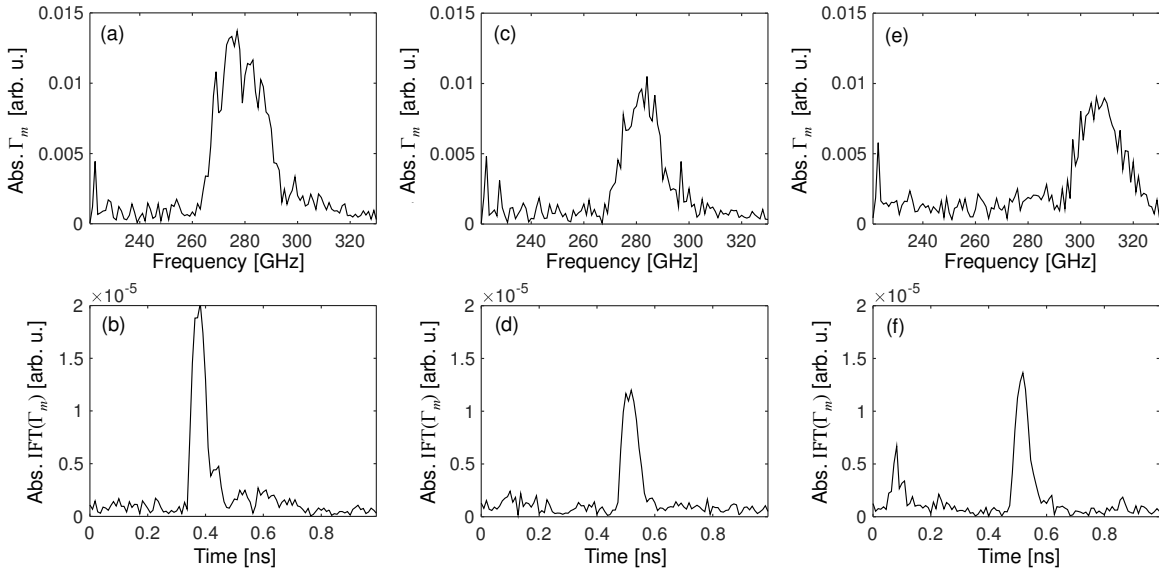 0.015
0.01
0.005
0
(a)
Abs. Γm [arb. u.]
240 260 280 300 320
Frequency [GHz]
0.015
0.01
0.005
0
(c)
Abs. Γm [arb. u.]
240 260 280 300 320
Frequency [GHz]
0.015
0.01
0.005
0
(e)
Abs. Γm [arb. u.]
240 260 280 300 320
Frequency [GHz]
×10-5
2
1.5
1
0.5
0
(b)
Abs. IFT(Γm) [arb. u.]
0 0.2 0.4 0.6 0.8
Time [ns]
×10-5
2
1.5
1
0.5
0
(d)
Abs. IFT(Γm) [arb. u.]
0 0.2 0.4 0.6 0.8
Time [ns]
×10-5
2
1.5
1
0.5
0
(f)
Abs. IFT(Γm) [arb. u.]
0 0.2 0.4 0.6 0.8
Time [ns]